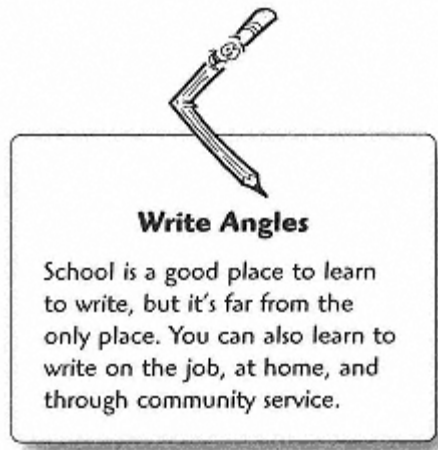 Write Angles
School is a good place to learn
to write, but it's far from the
only place. You can also learn to
write on the job, at home, and
through community service.